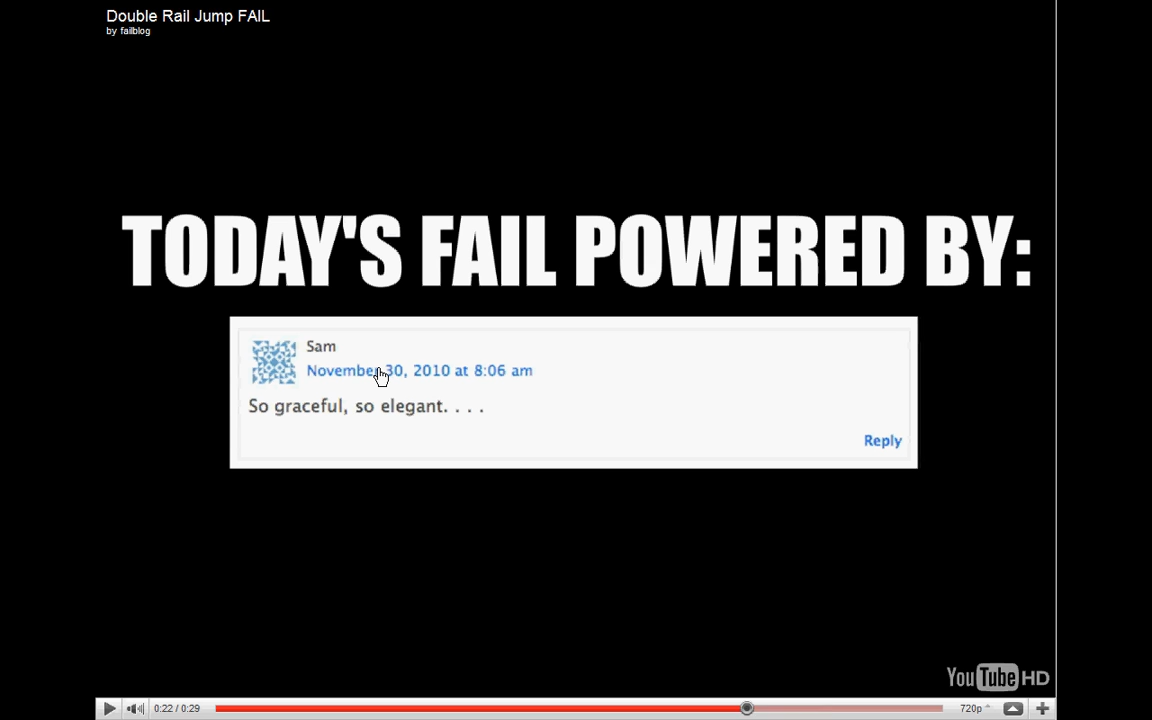 Double Rail Jump FAIL
by failblog
TODAY'S FAIL POWERED BY:
Sam
November 30, 2010 at 8:06 am
So graceful, so elegant. . . .
Reply
YouTube HD
0:22 / 0:29
720p